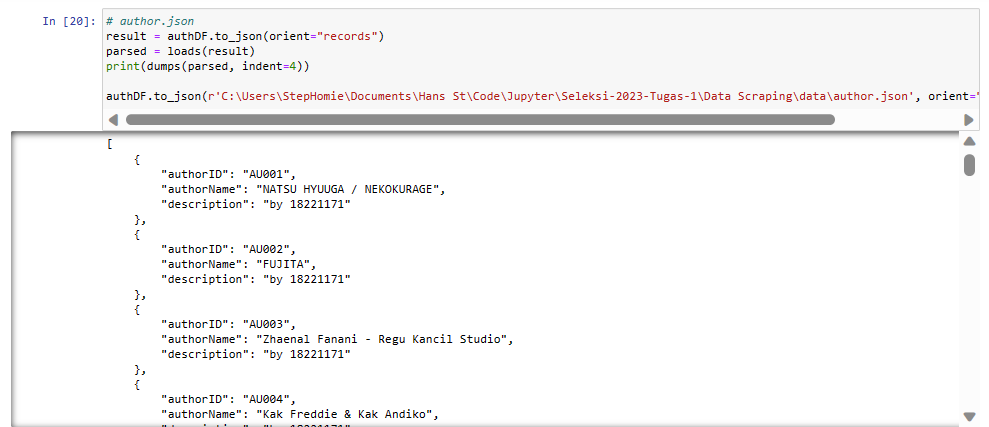 In [20]:
# author.json
result = authDF.to_json(orient="records")
parsed = loads(result)
print(dumps(parsed, indent=4))

authDF.to_json(r'C:\Users\StepHomie\Documents\Hans St\Code\Jupyter\Seleksi-2023-Tugas-1\Data Scraping\data\author.json', orient="
[
    {
        "authorID": "AU001",
        "authorName": "NATSU HYUUGA / NEKOKURAGE",
        "description": "by 18221171"
    },
    {
        "authorID": "AU002",
        "authorName": "FUJITA",
        "description": "by 18221171"
    },
    {
        "authorID": "AU003",
        "authorName": "Zhaenal Fanani - Regu Kancil Studio",
        "description": "by 18221171"
    },
    {
        "authorID": "AU004",
        "authorName": "Kak Freddie & Kak Andiko",